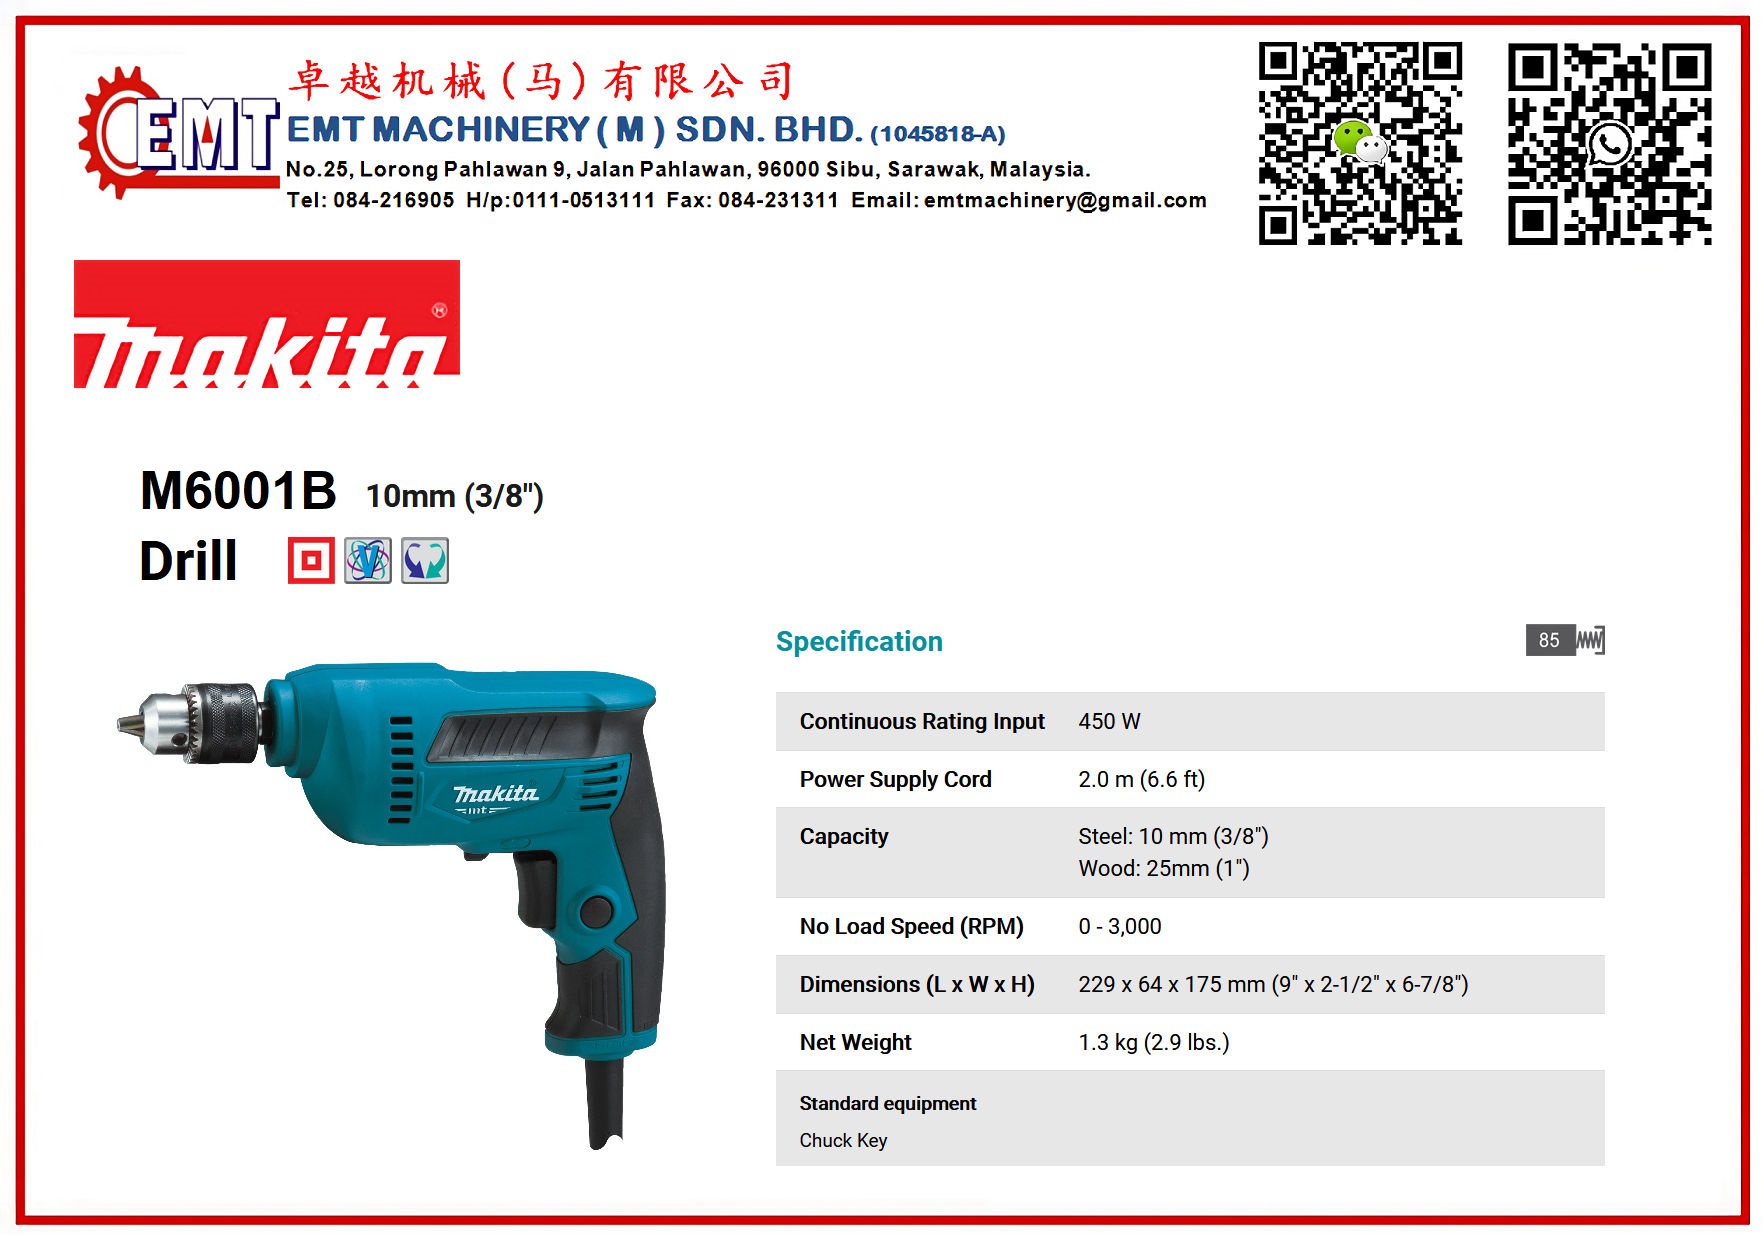 卓越机械(马)有限公司
EMT
EMT MACHINERY ( M ) SDN. BHD. (1045818-A)
No.25, Lorong Pahlawan 9, Jalan Pahlawan, 96000 Sibu, Sarawak, Malaysia.
Tel: 084-216905 H/p:0111-0513111 Fax: 084-231311 Email: emtmachinery@gmail.com
makita
M6001B 10mm (3/8")
Drill
V
Specification
85
Continuous Rating Input 450 W
Power Supply Cord 2.0 m (6.6 ft)
Capacity Steel: 10 mm (3/8")
Wood: 25mm (1")
No Load Speed (RPM) 0 - 3,000
Dimensions (L x W x H) 229 x 64 x 175 mm (9" x 2-1/2" x 6-7/8")
Net Weight 1.3 kg (2.9 lbs.)
Standard equipment
Chuck Key
makita
mt